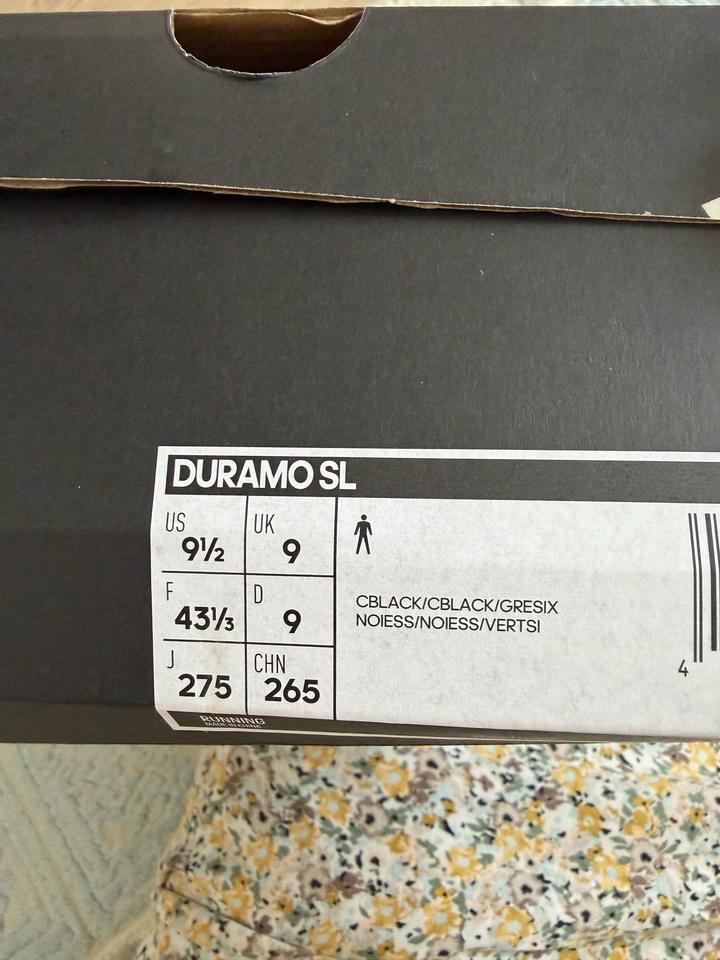 DURAMO SL
US UK
9½ 9
F D
43⅓ 9
J CHN
275 265
CBLACK/CBLACK/GRESIX
NOIESS/NOIESS/VERTSI
4
RUNNING
MADE IN CHINA